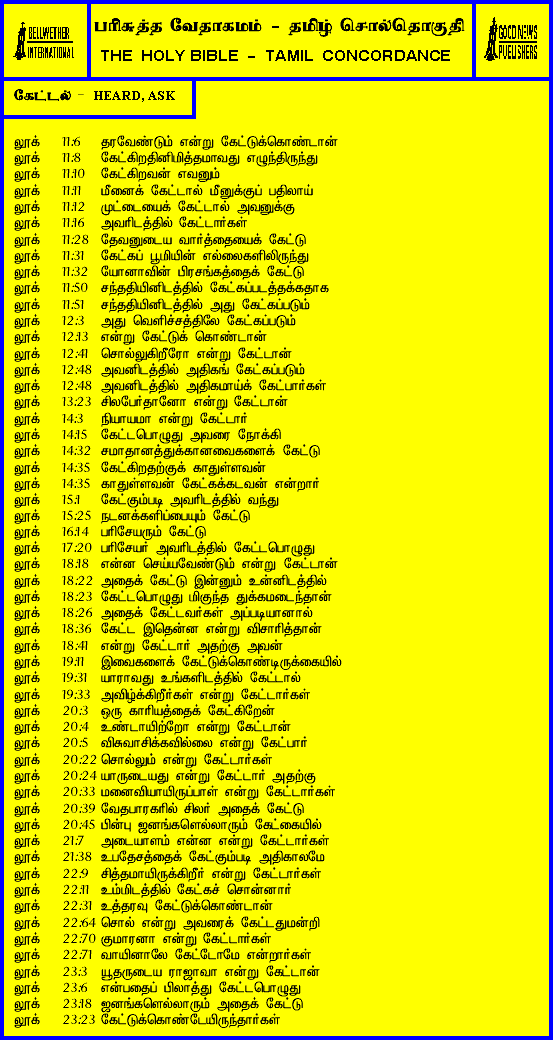 BELLWETHER
INTERNATIONAL
பரிசுத்த வேதாகமம் - தமிழ் சொல்தொகுதி
THE HOLY BIBLE - TAMIL CONCORDANCE
GOOD NEWS
PUBLISHERS
கேட்டல் - HEARD, ASK
லூக் 11:6 தரவேண்டும் என்று கேட்டுக்கொண்டான்
லூக் 11:8 கேட்கிறதினிமித்தமாவது எழுந்திருந்து
லூக் 11:10 கேட்கிறவன் எவனும்
லூக் 11:11 மீனைக் கேட்டால் மீனுக்குப் பதிலாய்
லூக் 11:12 முட்டையைக் கேட்டால் அவனுக்கு
லூக் 11:16 அவரிடத்தில் கேட்டார்கள்
லூக் 11:28 தேவனுடைய வார்த்தையைக் கேட்டு
லூக் 11:31 கேட்கப் பூமியின் எல்லைகளிலிருந்து
லூக் 11:32 யோனாவின் பிரசங்கத்தைக் கேட்டு
லூக் 11:50 சந்ததியினிடத்தில் கேட்கப்படத்தக்கதாக
லூக் 11:51 சந்ததியினிடத்தில் அது கேட்கப்படும்
லூக் 12:3 அது வெளிச்சத்திலே கேட்கப்படும்
லூக் 12:13 என்று கேட்டுக் கொண்டான்
லூக் 12:41 சொல்லுகிறீரோ என்று கேட்டான்
லூக் 12:48 அவனிடத்தில் அதிகங் கேட்கப்படும்
லூக் 12:48 அவனிடத்தில் அதிகமாய்க் கேட்பார்கள்
லூக் 13:23 சிலபேர்தானோ என்று கேட்டான்
லூக் 14:3 நியாயமா என்று கேட்டார்
லூக் 14:15 கேட்டபொழுது அவரை நோக்கி
லூக் 14:32 சமாதானத்துக்கானவைகளைக் கேட்டு
லூக் 14:35 கேட்கிறதற்குக் காதுள்ளவன்
லூக் 14:35 காதுள்ளவன் கேட்கக்கடவன் என்றார்
லூக் 15:1 கேட்கும்படி அவரிடத்தில் வந்து
லூக் 15:25 நடனக்களிப்பையும் கேட்டு
லூக் 16:14 பரிசேயரும் கேட்டு
லூக் 17:20 பரிசேயர் அவரிடத்தில் கேட்டபொழுது
லூக் 18:18 என்ன செய்யவேண்டும் என்று கேட்டான்
லூக் 18:22 அதைக் கேட்டு இன்னும் உன்னிடத்தில்
லூக் 18:23 கேட்டபொழுது மிகுந்த துக்கமடைந்தான்
லூக் 18:26 அதைக் கேட்டவர்கள் அப்படியானால்
லூக் 18:36 கேட்ட இதென்ன என்று விசாரித்தான்
லூக் 18:41 என்று கேட்டார் அதற்கு அவன்
லூக் 19:11 இவைகளைக் கேட்டுக்கொண்டிருக்கையில்
லூக் 19:31 யாராவது உங்களிடத்தில் கேட்டால்
லூக் 19:33 அவிழ்க்கிறீர்கள் என்று கேட்டார்கள்
லூக் 20:3 ஒரு காரியத்தைக் கேட்கிறேன்
லூக் 20:4 உண்டாயிற்றோ என்று கேட்டான்
லூக் 20:5 விசுவாசிக்கவில்லை என்று கேட்பார்
லூக் 20:22 சொல்லும் என்று கேட்டார்கள்
லூக் 20:24 யாருடையது என்று கேட்டார் அதற்கு
லூக் 20:33 மனைவியாயிருப்பாள் என்று கேட்டார்கள்
லூக் 20:39 வேதபாரகரில் சிலர் அதைக் கேட்டு
லூக் 20:45 பின்பு ஜனங்களெல்லாரும் கேட்கையில்
லூக் 21:7 அடையாளம் என்ன என்று கேட்டார்கள்
லூக் 21:38 உபதேசத்தைக் கேட்கும்படி அதிகாலமே
லூக் 22:9 சித்தமாயிருக்கிறீர் என்று கேட்டார்கள்
லூக் 22:11 உம்மிடத்தில் கேட்கச் சொன்னார்
லூக் 22:31 உத்தரவு கேட்டுக்கொண்டான்
லூக் 22:64 சொல் என்று அவரைக் கேட்டதுமன்றி
லூக் 22:70 குமாரனா என்று கேட்டார்கள்
லூக் 22:71 வாயினாலே கேட்டோமே என்றார்கள்
லூக் 23:3 யூதருடைய ராஜாவா என்று கேட்டான்
லூக் 23:6 என்பதைப் பிலாத்து கேட்டபொழுது
லூக் 23:18 ஜனங்களெல்லாரும் அதைக் கேட்டு
லூக் 23:23 கேட்டுக்கொண்டேயிருந்தார்கள்